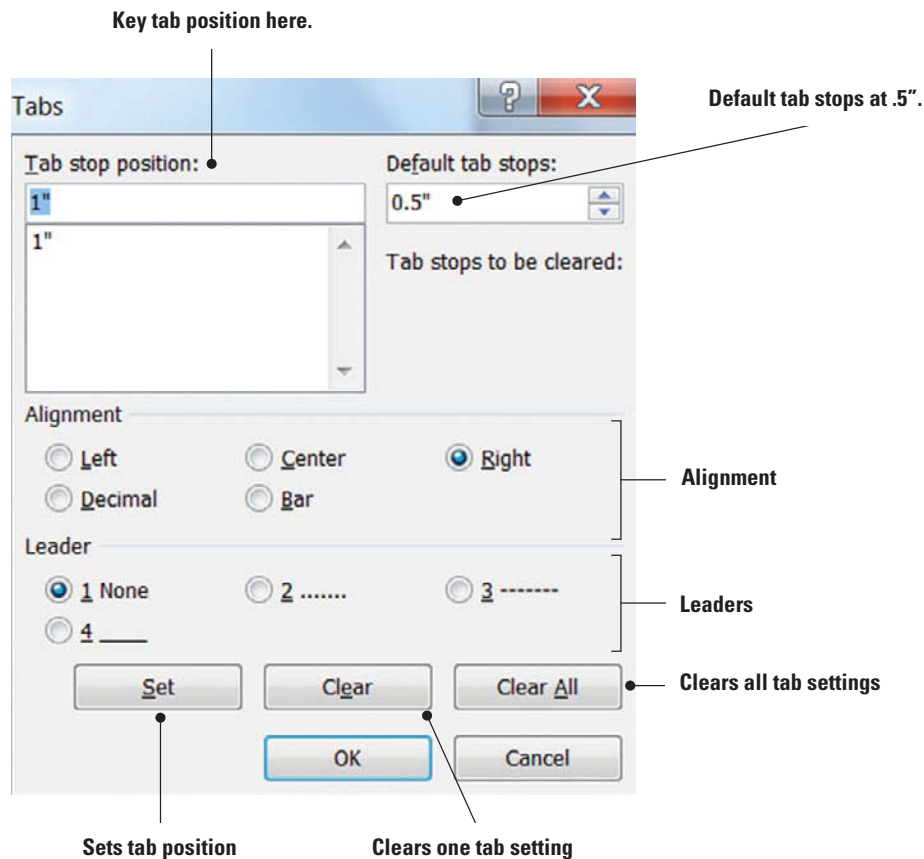 Key tab position here.
Tabs
?
X
Default tab stops at .5”.
Tab stop position:
Default tab stops:
1"
0.5"
1"
Tab stops to be cleared:
Alignment
Left
Center
Right
Decimal
Bar
Alignment
Leader
1 None
2 .......
3 -------
4 ____
Leaders
Set
Clear
Clear All
Clears all tab settings
OK
Cancel
Sets tab position
Clears one tab setting